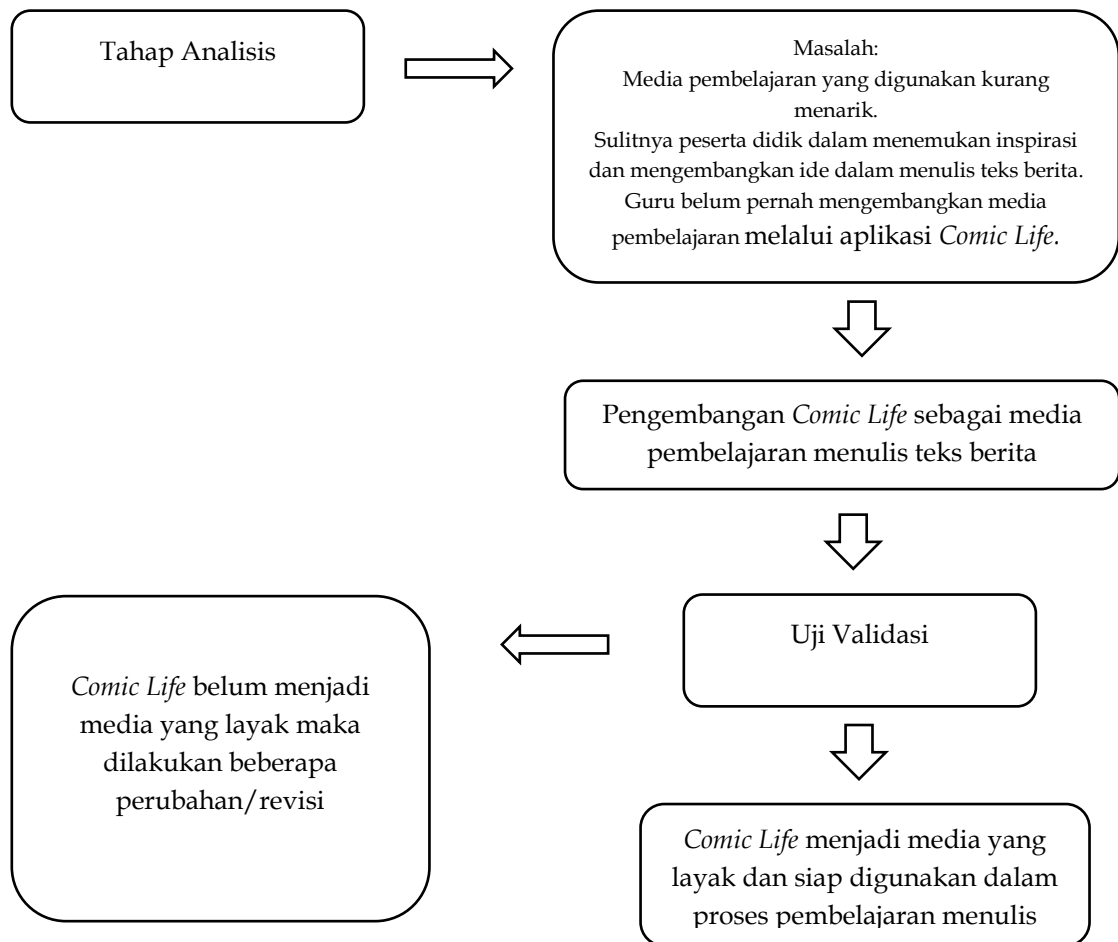 Tahap Analisis
Masalah:
Media pembelajaran yang digunakan kurang
menarik.
Sulitnya peserta didik dalam menemukan inspirasi
dan mengembangkan ide dalam menulis teks berita.
Guru belum pernah mengembangkan media
pembelajaran melalui aplikasi Comic Life.
Pengembangan Comic Life sebagai media
pembelajaran menulis teks berita
Uji Validasi
Comic Life belum menjadi
media yang layak maka
dilakukan beberapa
perubahan/revisi
Comic Life menjadi media yang
layak dan siap digunakan dalam
proses pembelajaran menulis